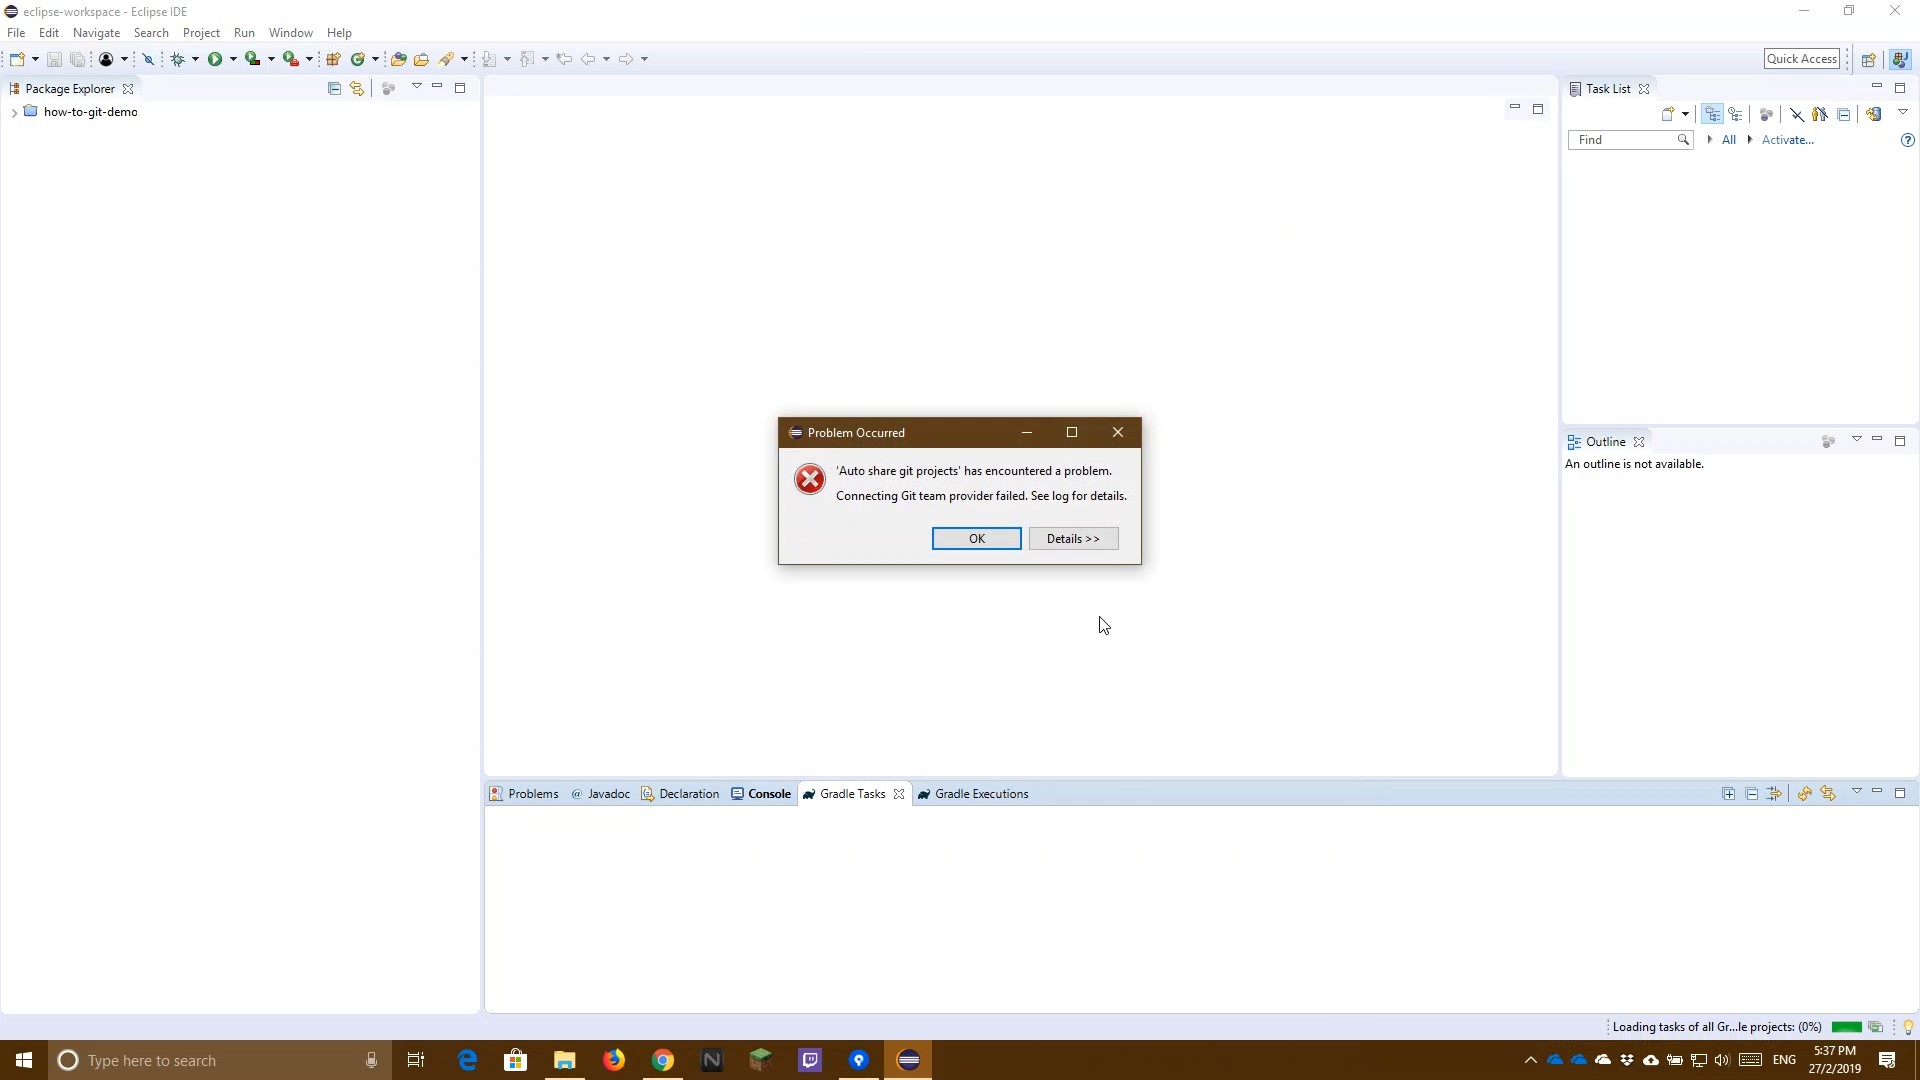 eclipse-workspace - Eclipse IDE
File Edit Navigate Search Project Run Window Help
Quick Access
Package Explorer
how-to-git-demo
Task List
Find
All
Activate...
Problem Occurred
'Auto share git projects' has encountered a problem.
Connecting Git team provider failed. See log for details.
OK
Details >>
Outline
An outline is not available.
Problems Javadoc Declaration Console Gradle Tasks Gradle Executions
Loading tasks of all Gr...le projects: (0%)
Type here to search
ENG
5:37 PM
27/2/2019